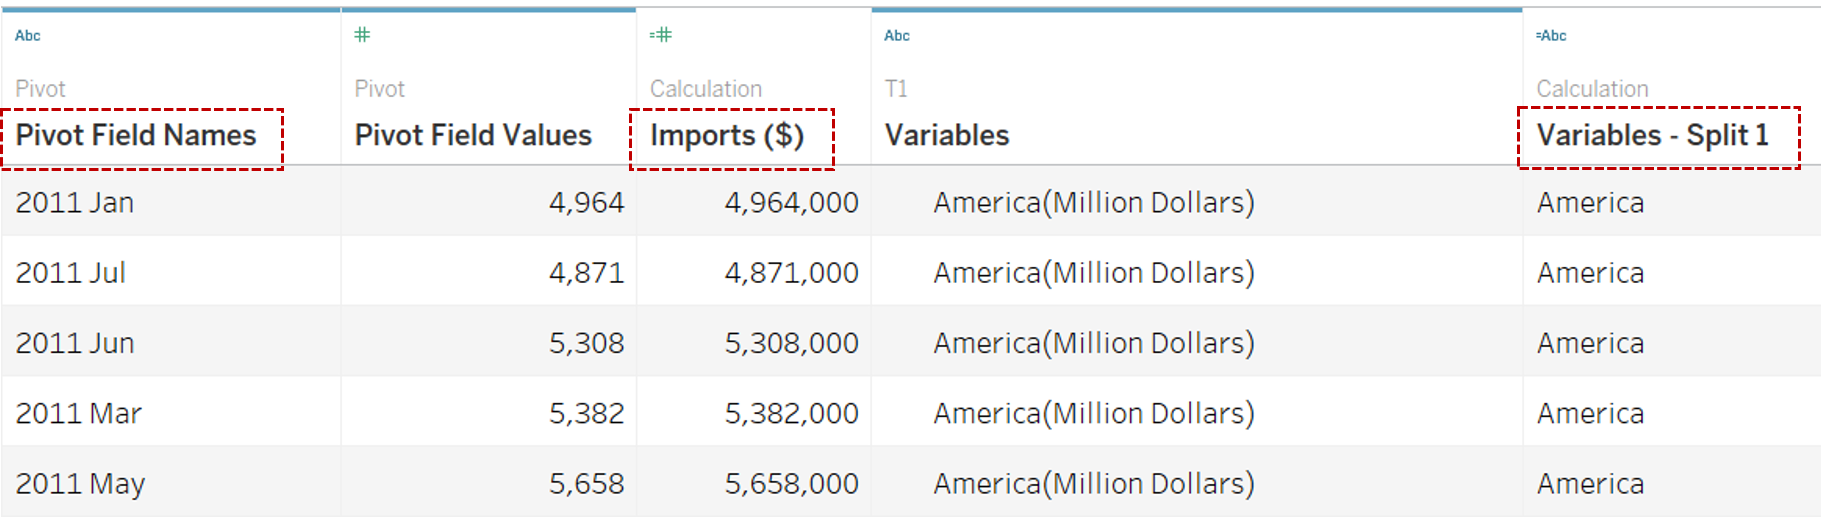 Abc # =# Abc =Abc
Pivot Pivot Calculation T1 Calculation
Pivot Field Names Pivot Field Values Imports ($) Variables Variables - Split 1
2011 Jan 4,964 4,964,000 America(Million Dollars) America
2011 Jul 4,871 4,871,000 America(Million Dollars) America
2011 Jun 5,308 5,308,000 America(Million Dollars) America
2011 Mar 5,382 5,382,000 America(Million Dollars) America
2011 May 5,658 5,658,000 America(Million Dollars) America